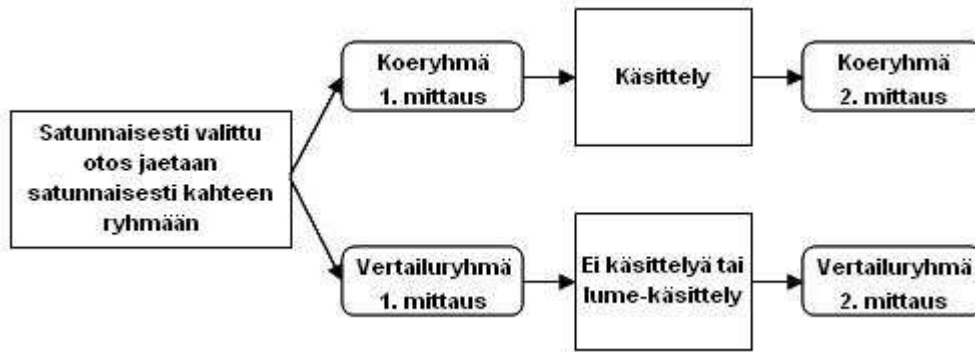 Satunnaisesti valittu
otos jaetaan
satunnaisesti kahteen
ryhmään
Koeryhmä
1. mittaus
Käsittely
Koeryhmä
2. mittaus
Vertailuryhmä
1. mittaus
Ei käsittelyä tai
lume-käsittely
Vertailuryhmä
2. mittaus